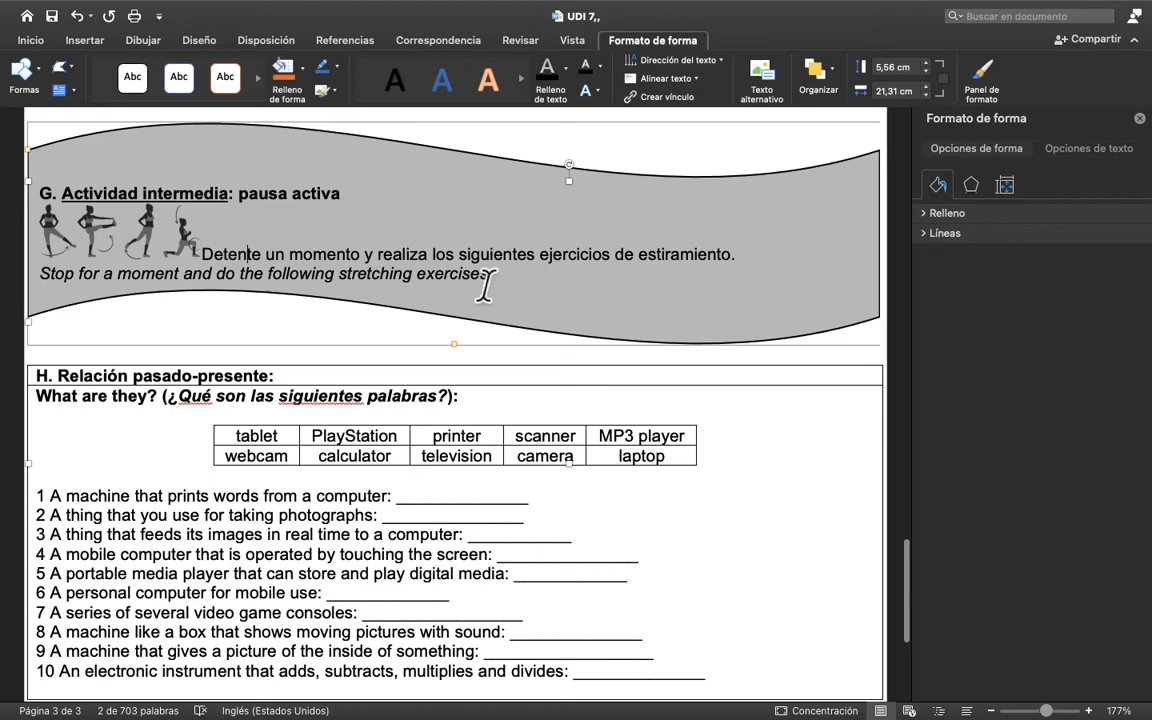 UDI 7,,
Buscar en documento
Inicio Insertar Dibujar Diseño Disposición Referencias Correspondencia Revisar Vista Formato de forma Compartir
Formas Abc Abc Abc Relleno de forma A A A Relleno de texto Dirección del texto Alinear texto Crear vínculo Texto alternativo Organizar 5,56 cm 21,31 cm Panel de formato
Formato de forma
Opciones de forma Opciones de texto
Relleno
Líneas
G. Actividad intermedia: pausa activa
Detente un momento y realiza los siguientes ejercicios de estiramiento.
Stop for a moment and do the following stretching exercises
H. Relación pasado-presente:
What are they? (¿Qué son las siguientes palabras?):
tablet PlayStation printer scanner MP3 player
webcam calculator television camera laptop
1 A machine that prints words from a computer: ______________
2 A thing that you use for taking photographs: _______________
3 A thing that feeds its images in real time to a computer: ___________
4 A mobile computer that is operated by touching the screen: _______________
5 A portable media player that can store and play digital media: ____________
6 A personal computer for mobile use: _____________
7 A series of several video game consoles: _________________
8 A machine like a box that shows moving pictures with sound: ______________
9 A machine that gives a picture of the inside of something: __________________
10 An electronic instrument that adds, subtracts, multiplies and divides: ______________
Página 3 de 3 2 de 703 palabras Inglés (Estados Unidos) Concentración 177%